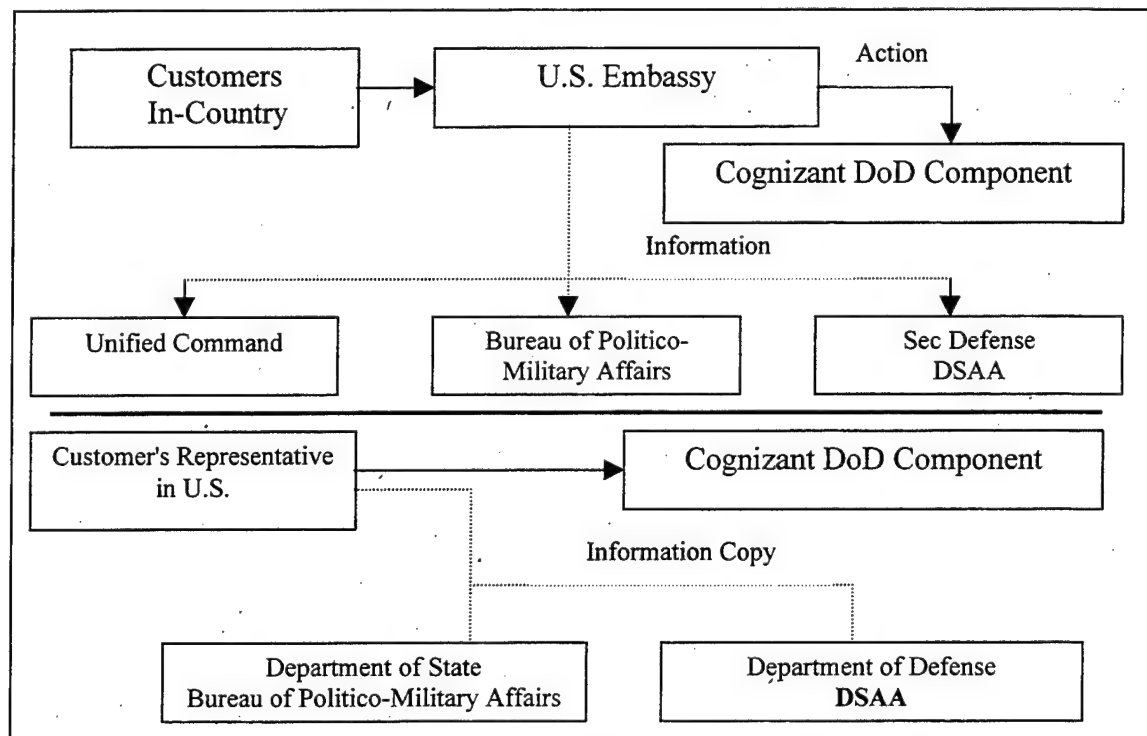 Customers
In-Country
U.S. Embassy
Action
Cognizant DoD Component
Information
Unified Command
Bureau of Politico-
Military Affairs
Sec Defense
DSAA
Customer's Representative
in U.S.
Cognizant DoD Component
Information Copy
Department of State
Bureau of Politico-Military Affairs
Department of Defense
DSAA